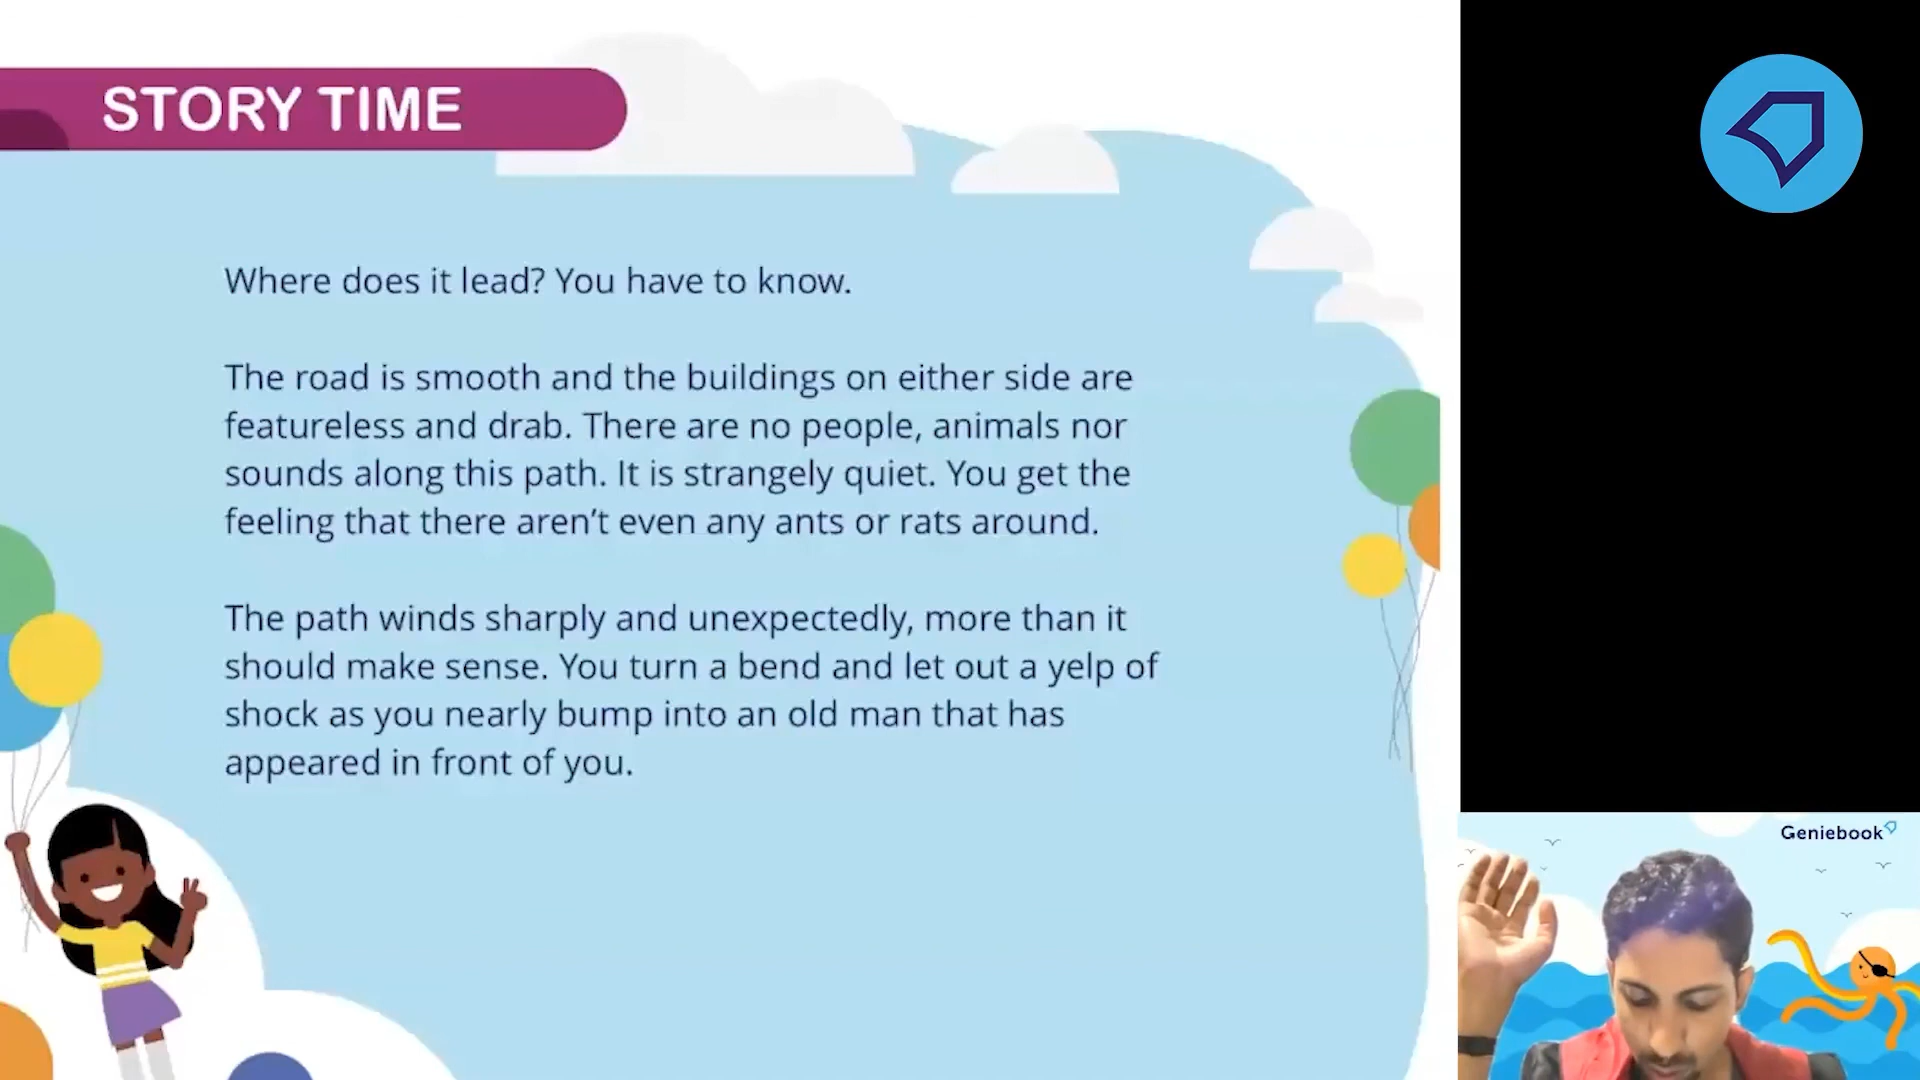 STORY TIME
Where does it lead? You have to know.
The road is smooth and the buildings on either side are
featureless and drab. There are no people, animals nor
sounds along this path. It is strangely quiet. You get the
feeling that there aren’t even any ants or rats around.
The path winds sharply and unexpectedly, more than it
should make sense. You turn a bend and let out a yelp of
shock as you nearly bump into an old man that has
appeared in front of you.
Geniebook